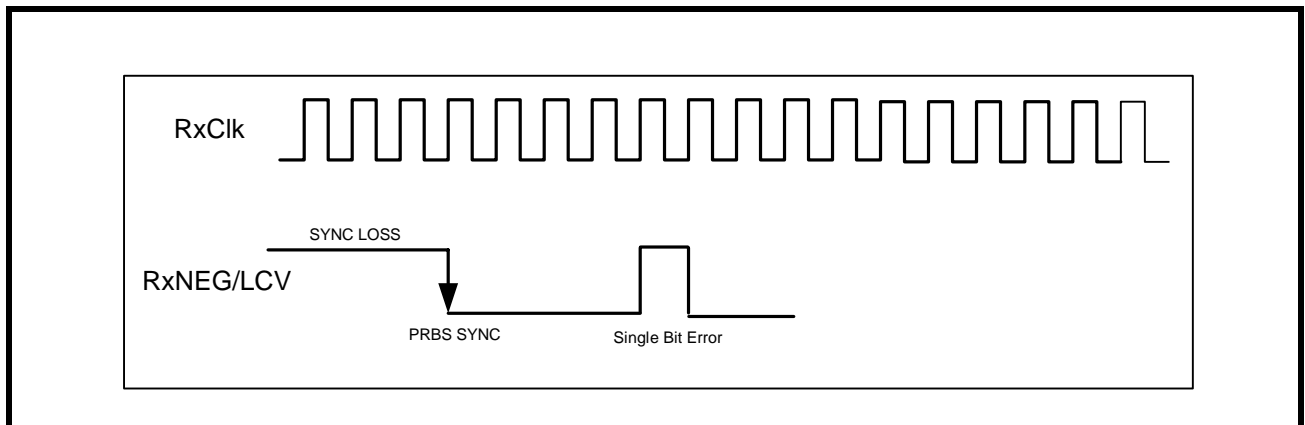 RxClk
SYNC LOSS
RxNEG/LCV
PRBS SYNC
Single Bit Error